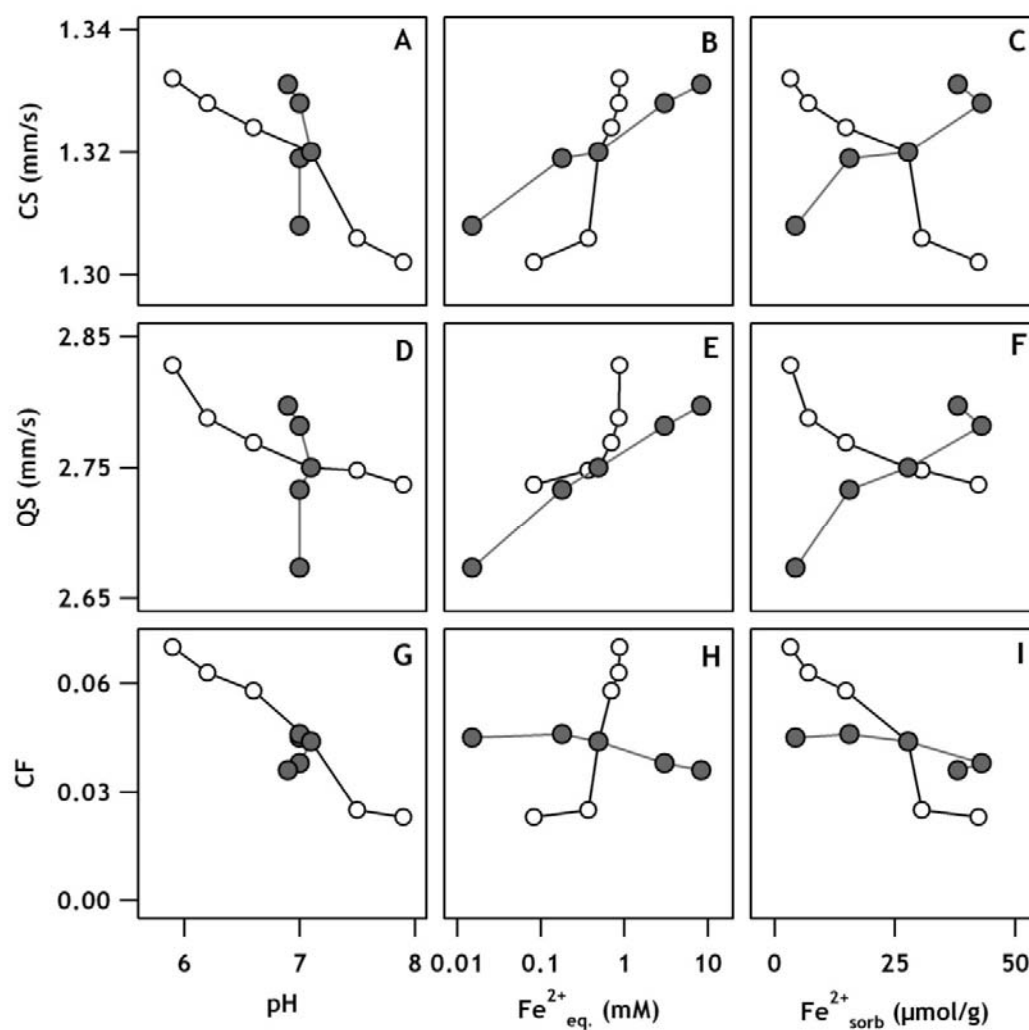 1.34
A
B
C
CS (mm/s)
1.32
1.30
2.85
D
E
F
QS (mm/s)
2.75
2.65
G
H
I
0.06
CF
0.03
0.00
6 7 8 0.01 0.1 1 10 0 25 50
pH
Fe²⁺eq. (mM)
Fe²⁺sorb (µmol/g)